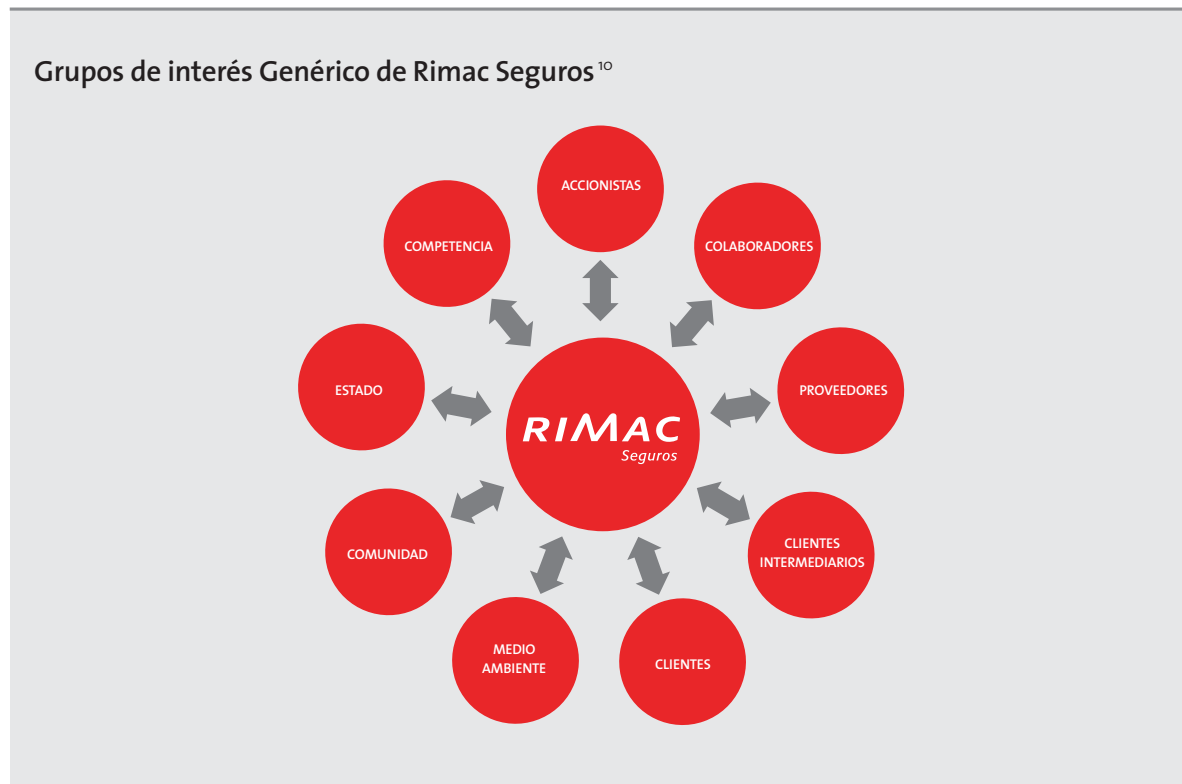 Grupos de interés Genérico de Rimac Seguros 10
ACCIONISTAS
COLABORADORES
PROVEEDORES
CLIENTES
INTERMEDIARIOS
CLIENTES
MEDIO
AMBIENTE
COMUNIDAD
ESTADO
COMPETENCIA
RIMAC
Seguros